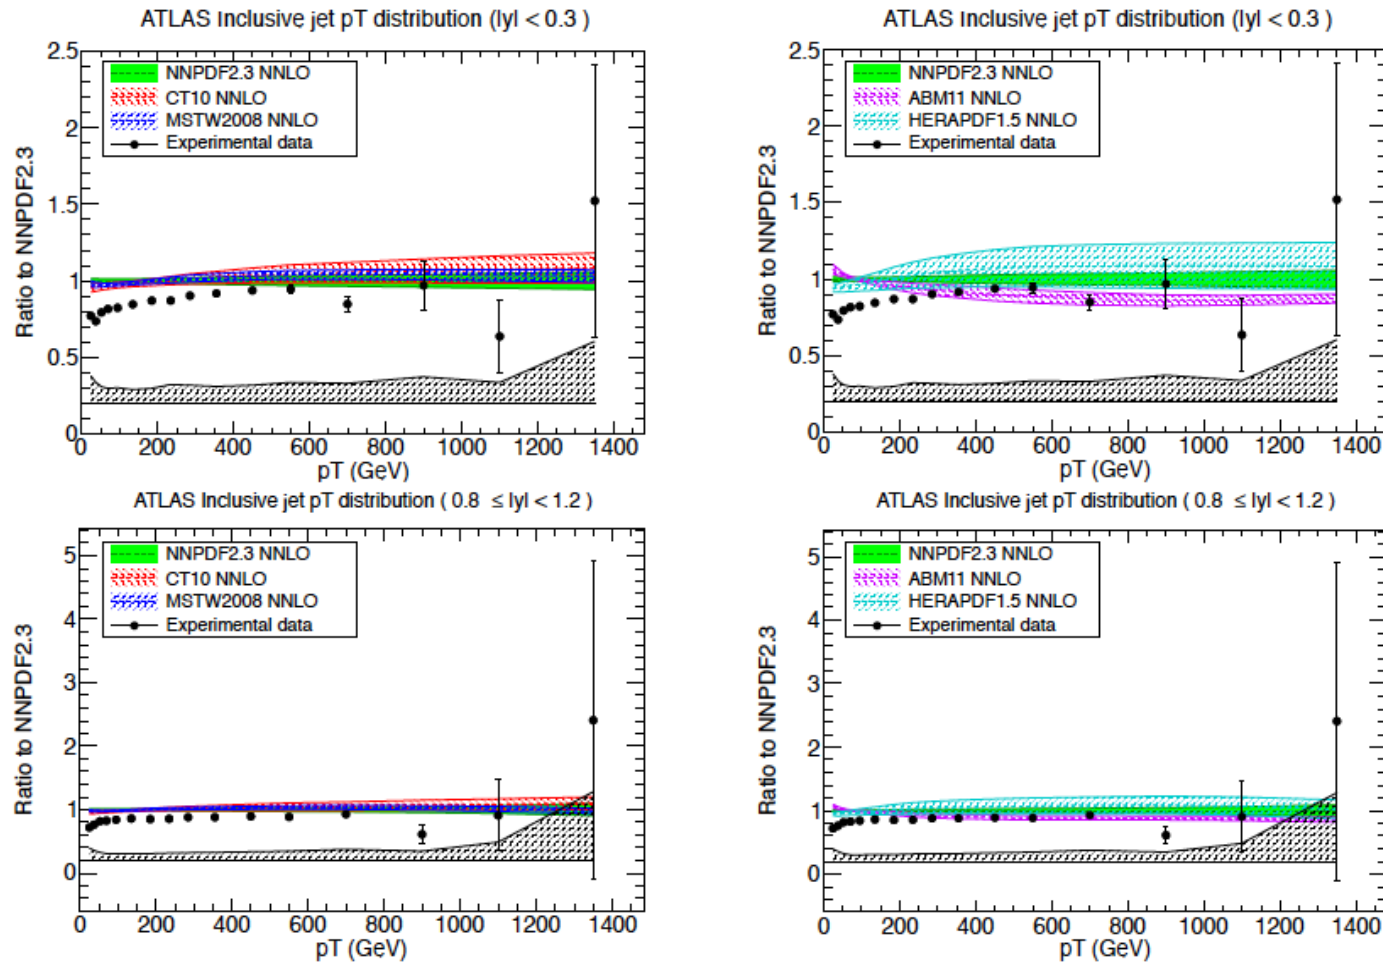 ATLAS Inclusive jet pT distribution (|y| < 0.3 )
2.5
2
1.5
1
0.5
0
Ratio to NNPDF2.3
NNPDF2.3 NNLO
CT10 NNLO
MSTW2008 NNLO
Experimental data
0 200 400 600 800 1000 1200 1400
pT (GeV)
ATLAS Inclusive jet pT distribution (|y| < 0.3 )
2.5
2
1.5
1
0.5
0
Ratio to NNPDF2.3
NNPDF2.3 NNLO
ABM11 NNLO
HERAPDF1.5 NNLO
Experimental data
0 200 400 600 800 1000 1200 1400
pT (GeV)
ATLAS Inclusive jet pT distribution ( 0.8 ≤ |y| < 1.2 )
5
4
3
2
1
0
Ratio to NNPDF2.3
NNPDF2.3 NNLO
CT10 NNLO
MSTW2008 NNLO
Experimental data
0 200 400 600 800 1000 1200 1400
pT (GeV)
ATLAS Inclusive jet pT distribution ( 0.8 ≤ |y| < 1.2 )
5
4
3
2
1
0
Ratio to NNPDF2.3
NNPDF2.3 NNLO
ABM11 NNLO
HERAPDF1.5 NNLO
Experimental data
0 200 400 600 800 1000 1200 1400
pT (GeV)